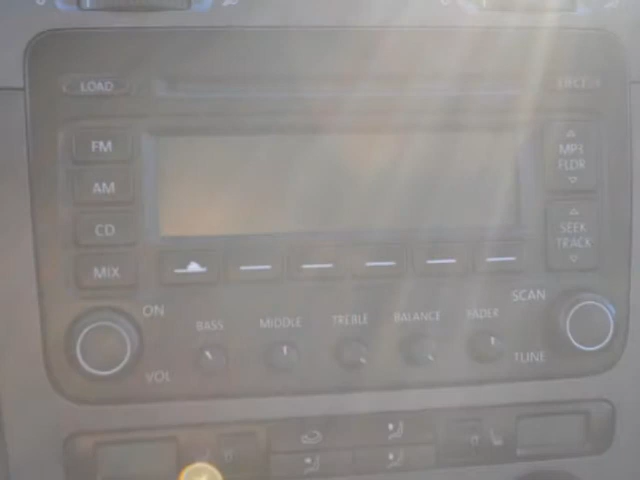 LOAD
FM
AM
CD
MIX
MP3
FLDR
SEEK
TRACK
ON
VOL
BASS
MIDDLE
TREBLE
BALANCE
FADER
SCAN
TUNE